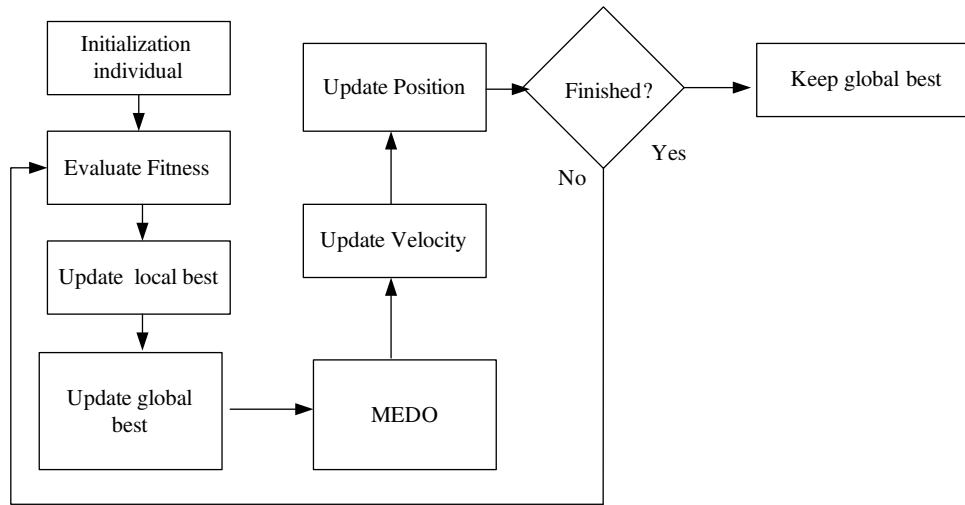 Initialization
individual
Evaluate Fitness
Update local best
Update global
best
MEDO
Update Velocity
Update Position
Finished?
No
Yes
Keep global best